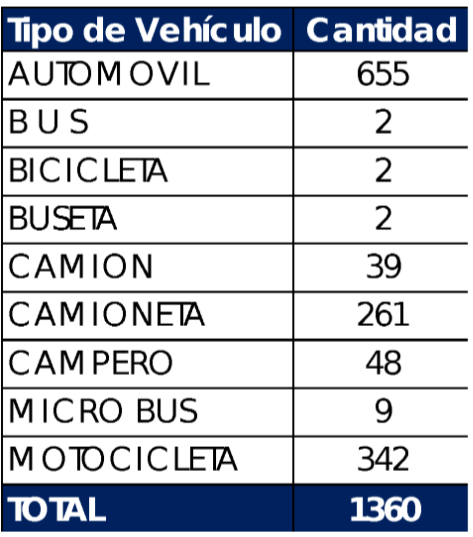 Tipo de Vehículo Cantidad
AUTOMOVIL 655
BUS 2
BICICLETA 2
BUSETA 2
CAMION 39
CAMIONETA 261
CAMPERO 48
MICRO BUS 9
MOTOCICLETA 342
TOTAL 1360